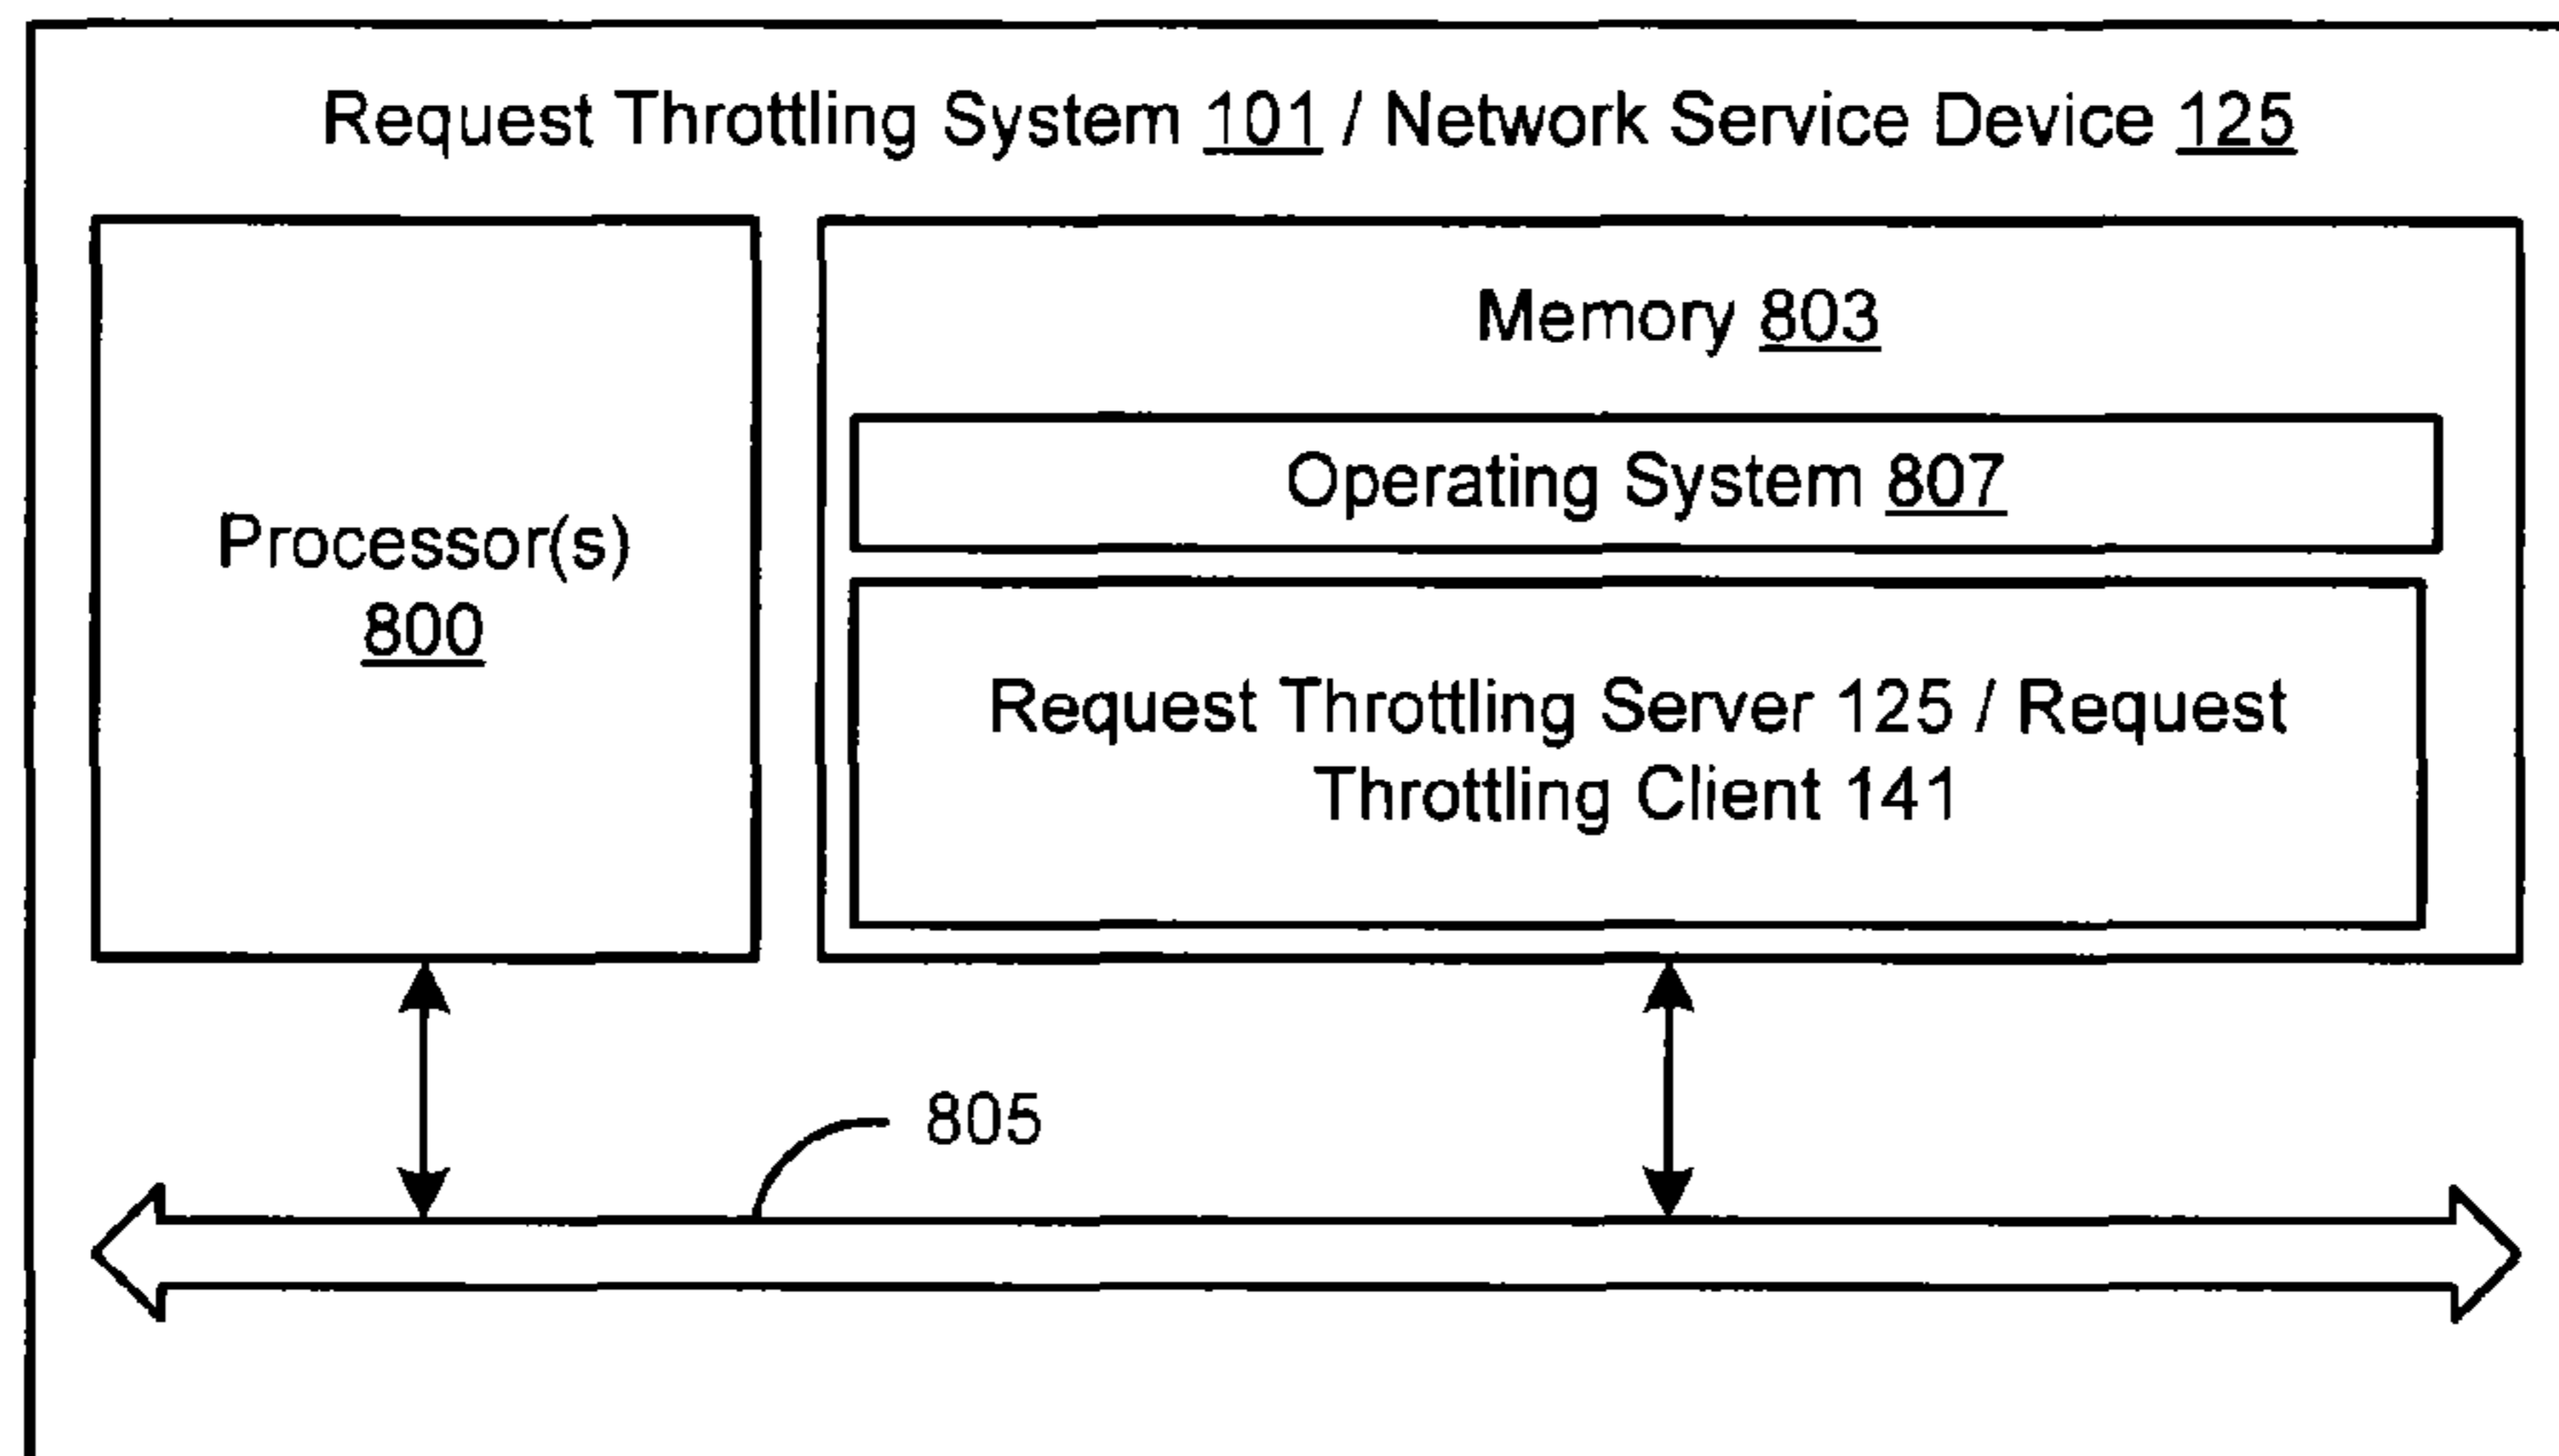 Request Throttling System 101 / Network Service Device 125
Memory 803
Operating System 807
Processor(s)
800
Request Throttling Server 125 / Request
Throttling Client 141
805